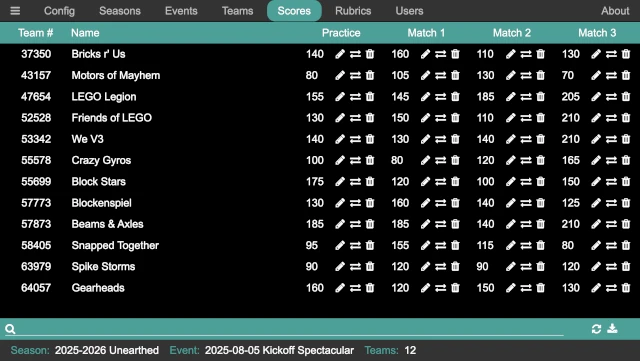 Config Seasons Events Teams Scores Rubrics Users About
Team # Name Practice Match 1 Match 2 Match 3
37350 Bricks r' Us 140 160 110 130
43157 Motors of Mayhem 80 105 130 70
47654 LEGO Legion 155 145 185 205
52528 Friends of LEGO 130 150 110 210
53342 We V3 140 130 140 210
55578 Crazy Gyros 100 80 120 165
55699 Block Stars 175 120 100 150
57773 Blockenspiel 130 160 140 125
57873 Beams & Axles 185 185 140 210
58405 Snapped Together 95 155 115 80
63979 Spike Storms 90 120 90 120
64057 Gearheads 160 120 150 130
Season: 2025-2026 Unearthed Event: 2025-08-05 Kickoff Spectacular Teams: 12